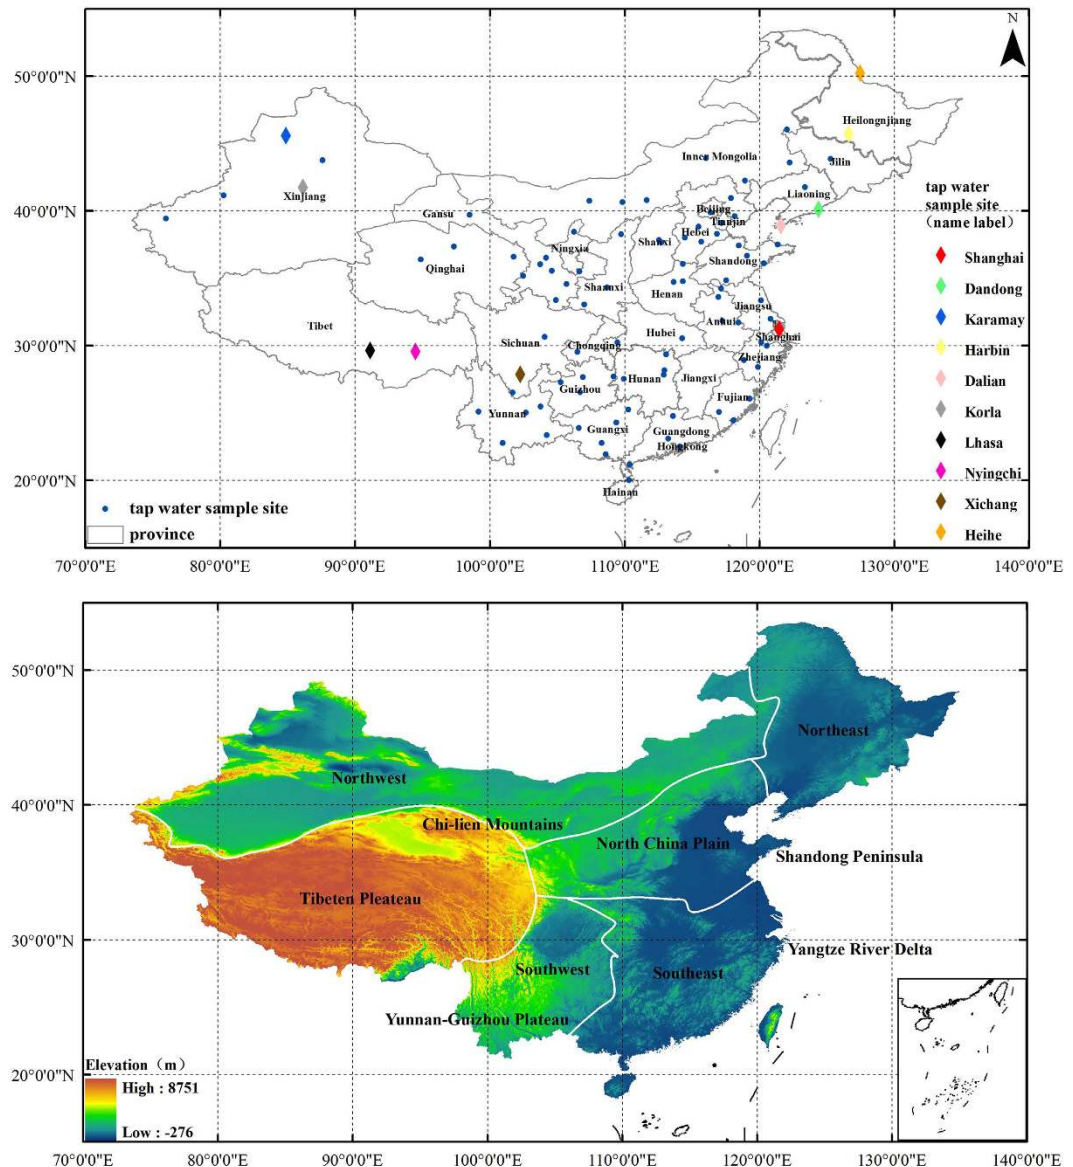 N
50°0'0"N
40°0'0"N
30°0'0"N
20°0'0"N
Heilongnjiang
Inner Mongolia
Jilin
Xinjiang
Liaoning
Gansu
Beijing
Tianjin
Hebei
Ningxia
Shanxi
Qinghai
Shandong
Shaanxi
Henan
Jiangsu
Tibet
Anhui
Shanghai
Hubei
Sichuan
Chongqing
Zhejiang
Hunan
Jiangxi
Guizhou
Fujian
Yunnan
Guangxi
Guangdong
Hongkong
Hainan
tap water sample site
province
tap water
sample site
（name label）
Shanghai
Dandong
Karamay
Harbin
Dalian
Korla
Lhasa
Nyingchi
Xichang
Heihe
70°0'0"E 80°0'0"E 90°0'0"E 100°0'0"E 110°0'0"E 120°0'0"E 130°0'0"E 140°0'0"E
50°0'0"N
40°0'0"N
30°0'0"N
20°0'0"N
Northeast
Northwest
Chi-lien Mountains
North China Plain
Shandong Peninsula
Tibeten Pleateau
Yangtze River Delta
Southwest
Southeast
Yunnan-Guizhou Plateau
Elevation（m）
High : 8751
Low : -276
70°0'0"E 80°0'0"E 90°0'0"E 100°0'0"E 110°0'0"E 120°0'0"E 130°0'0"E 140°0'0"E